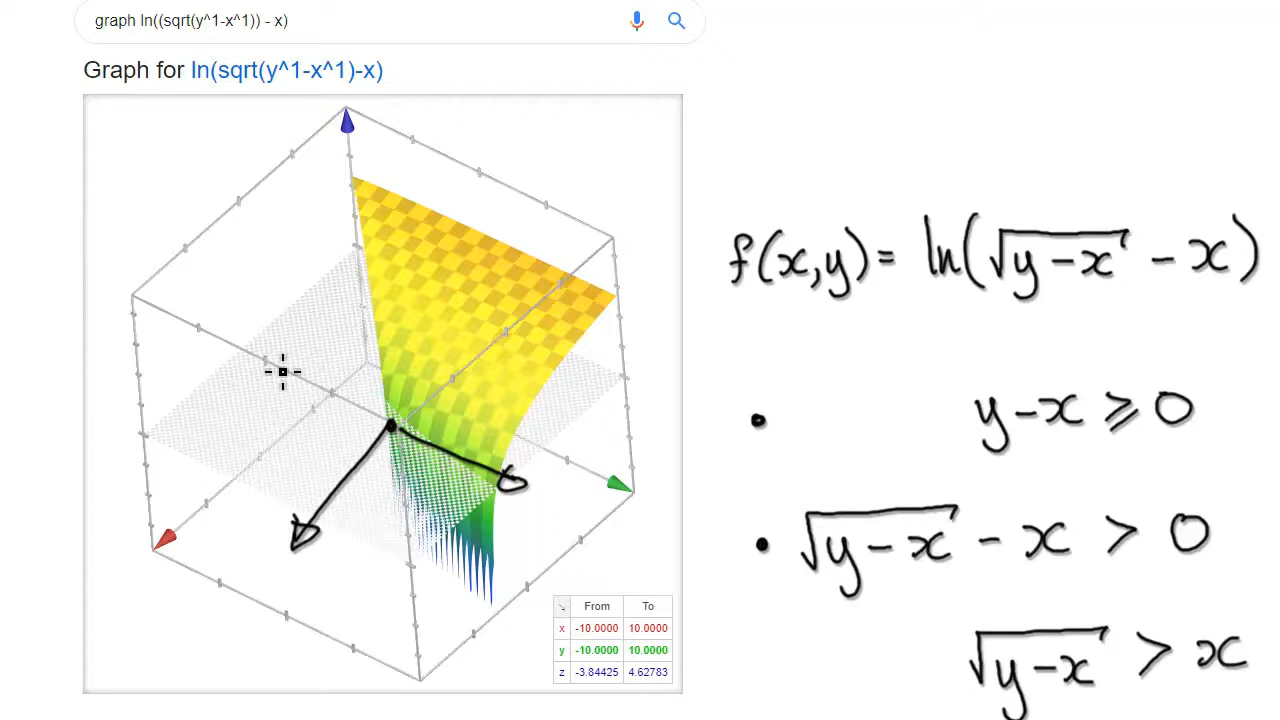 graph ln((sqrt(y^1-x^1)) - x)
Graph for ln(sqrt(y^1-x^1)-x)
f(x,y) = ln(√y-x - x)
• y-x ≥ 0
• √y-x - x > 0
√y-x > x
From To
x -10.0000 10.0000
y -10.0000 10.0000
z -3.84425 4.62783